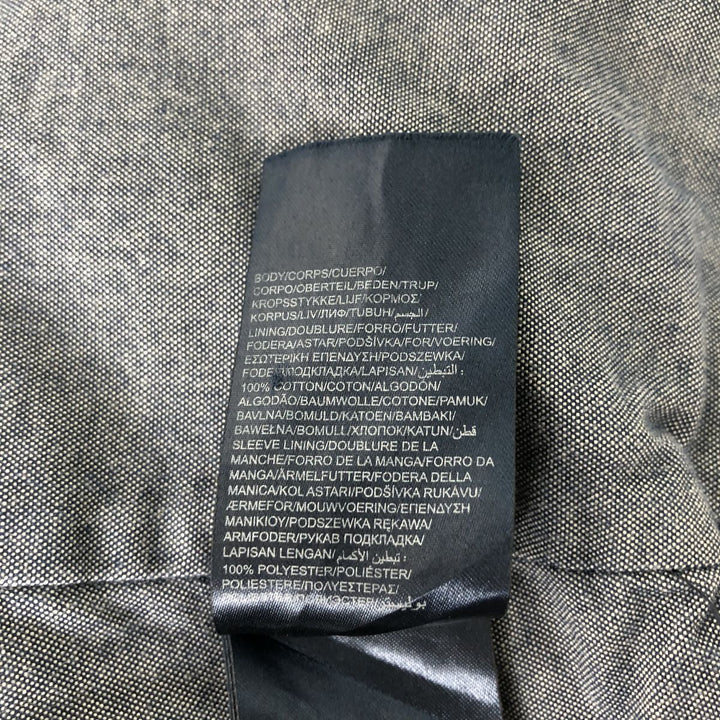 BODY/CORPS/CUERPO/
CORPO/OBERTEIL/BEDEN/TRUP/
KROPSSTYKKE/LIJF/ΚΟΡΜΟΣ/
KORPUS/LIV/ЛИФ/TUBUH/الجسم/
LINING/DOUBLURE/FORRO/FUTTER/
FODERA/ASTAR/PODŠÍVKA/FOR/VOERING/
ΕΣΩΤΕΡΙΚΗ ΕΠΕΝΔΥΣΗ/PODSZEWKA/
FODER/ПОДКЛАДКА/LAPISAN/التبطين :
100% COTTON/COTON/ALGODÓN/
ALGODÃO/BAUMWOLLE/COTONE/PAMUK/
BAVLNA/BOMULD/KATOEN/ΒΑΜΒΑΚΙ/
BAWEŁNA/BOMULL/ХЛОПОК/KATUN/قطن
SLEEVE LINING/DOUBLURE DE LA
MANCHE/FORRO DE LA MANGA/FORRO DA
MANGA/ÄRMELFUTTER/FODERA DELLA
MANICA/KOL ASTARI/PODŠÍVKA RUKÁVU/
ÆRMEFOR/MOUWVOERING/ΕΠΕΝΔΥΣΗ
ΜΑΝΙΚΙΟΥ/PODSZEWKA RĘKAWA/
ARMFODER/РУКАВ ПОДКЛАДКА/
LAPISAN LENGAN/تبطين الأكمام :
100% POLYESTER/POLIÉSTER/
POLIESTERE/ΠΟΛΥΕΣΤΕΡΑΣ/
POLIESTER/ПОЛИЭСТЕР/بوليستر